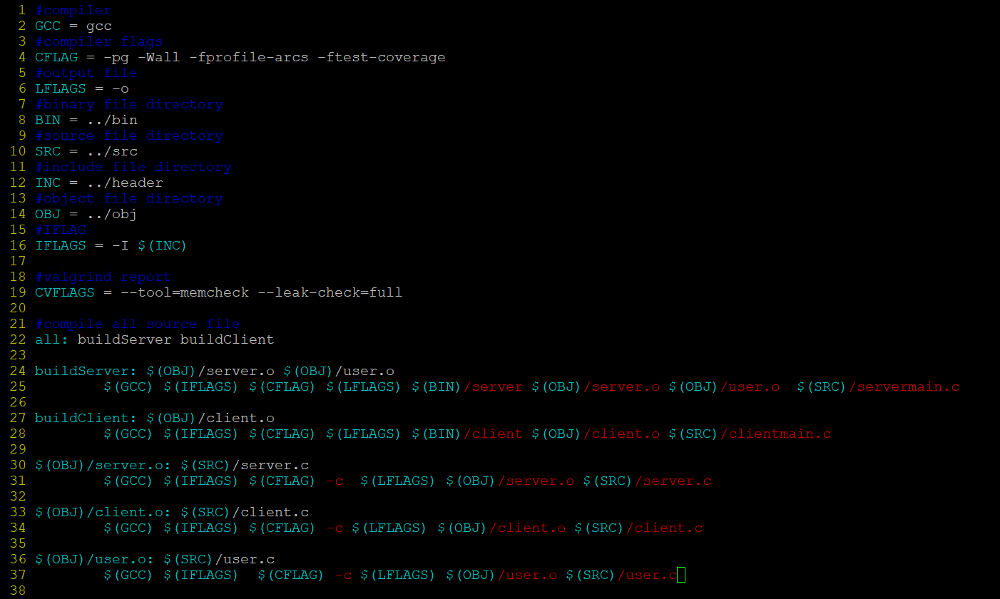 1 #compiler
2 GCC = gcc
3 #compiler flags
4 CFLAG = -pg -Wall -fprofile-arcs -ftest-coverage
5 #output file
6 LFLAGS = -o
7 #binary file directory
8 BIN = ../bin
9 #source file directory
10 SRC = ../src
11 #include file directory
12 INC = ../header
13 #object file directory
14 OBJ = ../obj
15 #IFLAG
16 IFLAGS = -I $(INC)
17
18 #valgrind report
19 CVFLAGS = --tool=memcheck --leak-check=full
20
21 #compile all source file
22 all: buildServer buildClient
23
24 buildServer: $(OBJ)/server.o $(OBJ)/user.o
25         $(GCC) $(IFLAGS) $(CFLAG) $(LFLAGS) $(BIN)/server $(OBJ)/server.o $(OBJ)/user.o  $(SRC)/servermain.c
26
27 buildClient: $(OBJ)/client.o
28         $(GCC) $(IFLAGS) $(CFLAG) $(LFLAGS) $(BIN)/client $(OBJ)/client.o $(SRC)/clientmain.c
29
30 $(OBJ)/server.o: $(SRC)/server.c
31         $(GCC) $(IFLAGS) $(CFLAG) -c  $(LFLAGS) $(OBJ)/server.o $(SRC)/server.c
32
33 $(OBJ)/client.o: $(SRC)/client.c
34         $(GCC) $(IFLAGS) $(CFLAG) -c $(LFLAGS) $(OBJ)/client.o $(SRC)/client.c
35
36 $(OBJ)/user.o: $(SRC)/user.c
37         $(GCC) $(IFLAGS)  $(CFLAG) -c $(LFLAGS) $(OBJ)/user.o $(SRC)/user.c
38